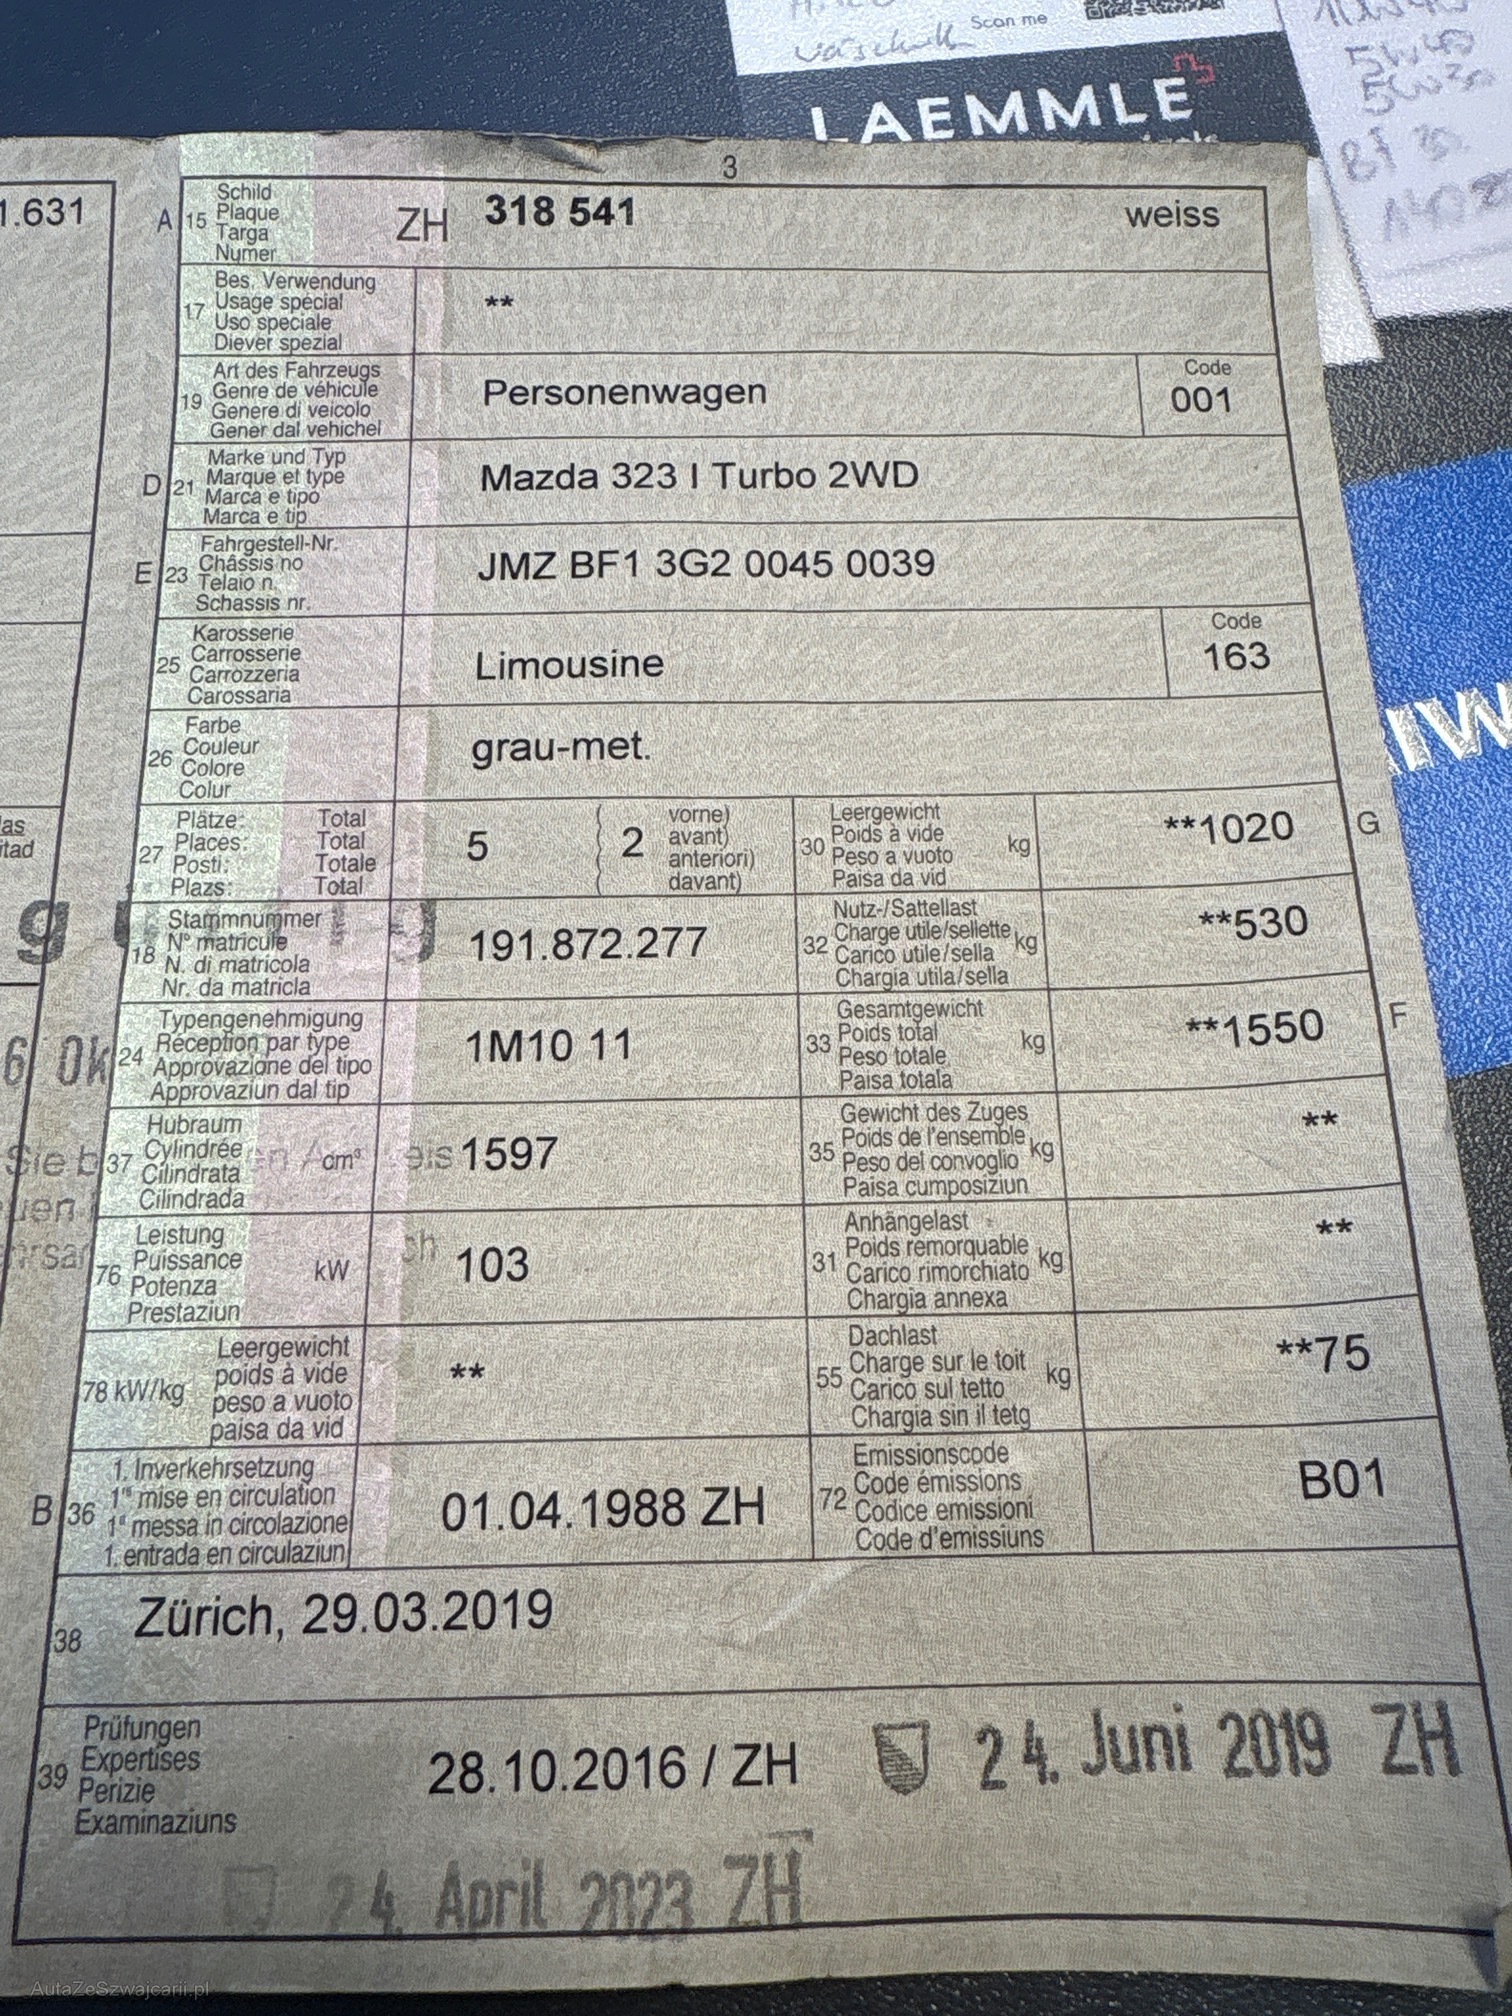 Scan me
5W40
5W30
LAEMMLE
3
1.631
A 15 Schild
Plaque
Targa
Numer
ZH 318 541 weiss
17 Bes. Verwendung
Usage spécial
Uso speciale
Diever spezial
**
19 Art des Fahrzeugs
Genre de véhicule
Genere di veicolo
Gener dal vehichel
Personenwagen
Code
001
D 21 Marke und Typ
Marque et type
Marca e tipo
Marca e tip
Mazda 323 I Turbo 2WD
E 23 Fahrgestell-Nr.
Châssis no
Telaio n.
Schassis nr.
JMZ BF1 3G2 0045 0039
25 Karosserie
Carrosserie
Carrozzeria
Carossaria
Limousine
Code
163
26 Farbe
Couleur
Colore
Colur
grau-met.
27 Plätze: Total
Places: Total
Posti: Totale
Plazs: Total
5 ( 2 vorne)
avant)
anteriori)
davant)
30 Leergewicht
Poids à vide
Peso a vuoto
Paisa da vid
kg **1020 G
18 Stammnummer
N° matricule
N. di matricola
Nr. da matricla
191.872.277
32 Nutz-/Sattellast
Charge utile/sellette
Carico utile/sella
Chargia utila/sella
kg **530
24 Typengenehmigung
Réception par type
Approvazione del tipo
Approvaziun dal tip
1M10 11
33 Gesamtgewicht
Poids total
Peso totale
Paisa totala
kg **1550 F
37 Hubraum
Cylindrée
Cilindrata
Cilindrada
cm³ 1597
35 Gewicht des Zuges
Poids de l'ensemble
Peso del convoglio
Paisa cumposiziun
kg **
76 Leistung
Puissance
Potenza
Prestaziun
kW 103
31 Anhängelast
Poids remorquable
Carico rimorchiato
Chargia annexa
kg **
78 kW/kg Leergewicht
poids à vide
peso a vuoto
paisa da vid
**
55 Dachlast
Charge sur le toit
Carico sul tetto
Chargia sin il tetg
kg **75
B 36 1. Inverkehrsetzung
1re mise en circulation
1a messa in circolazione
1. entrada en circulaziun
01.04.1988 ZH
72 Emissionscode
Code émissions
Codice emissioni
Code d'emissiuns
B01
38 Zürich, 29.03.2019
39 Prüfungen
Expertises
Perizie
Examinaziuns
28.10.2016 / ZH
24. Juni 2019 ZH
24. April 2023 ZH
AutaZeSzwajcarii.pl